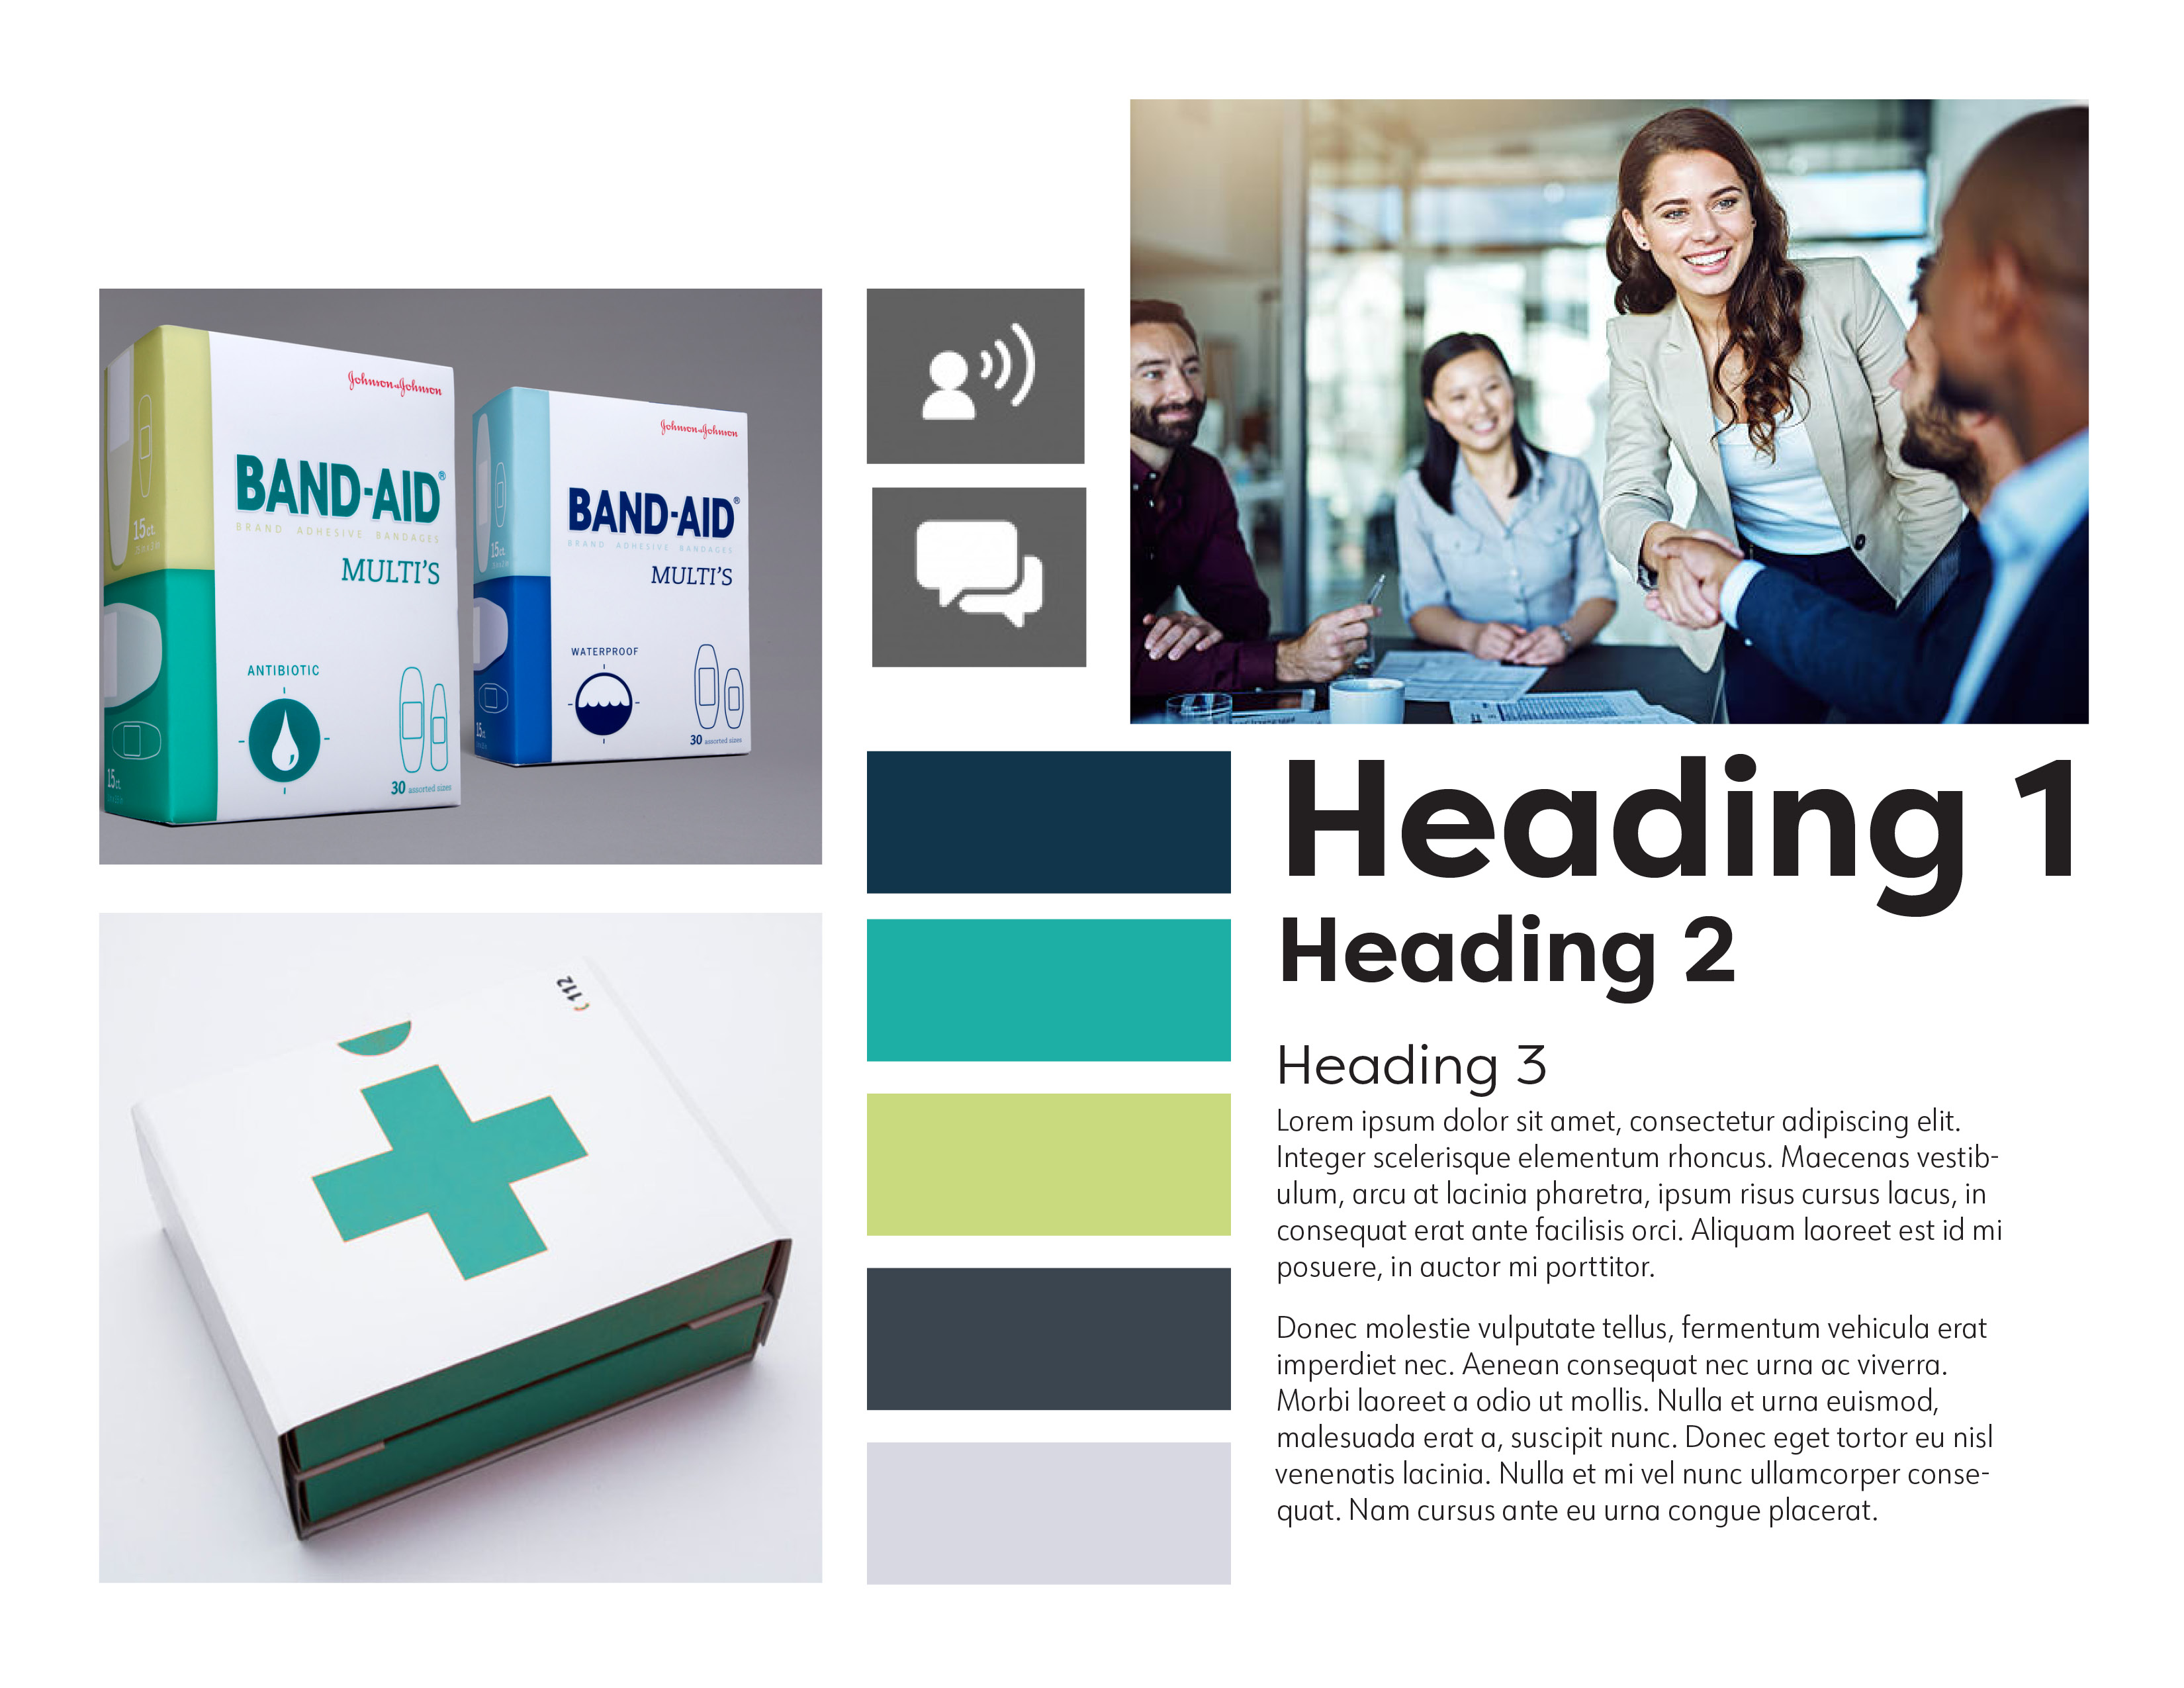 Johnson & Johnson
BAND-AID®
BRAND ADHESIVE BANDAGES
MULTI'S
ANTIBIOTIC
30 assorted sizes
15ct.
15ct.
Johnson & Johnson
BAND-AID®
BRAND ADHESIVE BANDAGES
MULTI'S
WATERPROOF
30 assorted sizes
15ct.
15ct.
112
Heading 1
Heading 2
Heading 3
Lorem ipsum dolor sit amet, consectetur adipiscing elit.
Integer scelerisque elementum rhoncus. Maecenas vestib-
ulum, arcu at lacinia pharetra, ipsum risus cursus lacus, in
consequat erat ante facilisis orci. Aliquam laoreet est id mi
posuere, in auctor mi porttitor.
Donec molestie vulputate tellus, fermentum vehicula erat
imperdiet nec. Aenean consequat nec urna ac viverra.
Morbi laoreet a odio ut mollis. Nulla et urna euismod,
malesuada erat a, suscipit nunc. Donec eget tortor eu nisl
venenatis lacinia. Nulla et mi vel nunc ullamcorper conse-
quat. Nam cursus ante eu urna congue placerat.